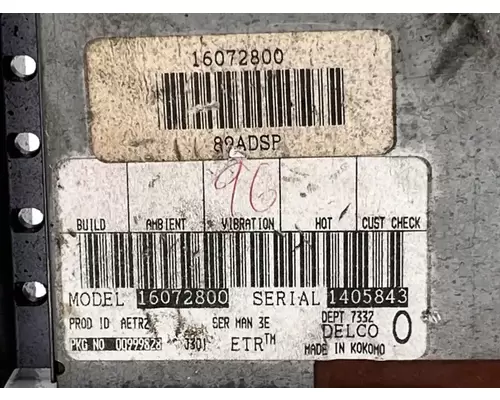 16072800
82ADSP
96
BUILD AMBIENT VIBRATION HOT CUST CHECK
MODEL 16072800 SERIAL 1405843
PROD ID AETR2 SER MAN 3E DEPT 7332
DELCO 0
PKG NO 00999828 J301 ETR™ MADE IN KOKOMO